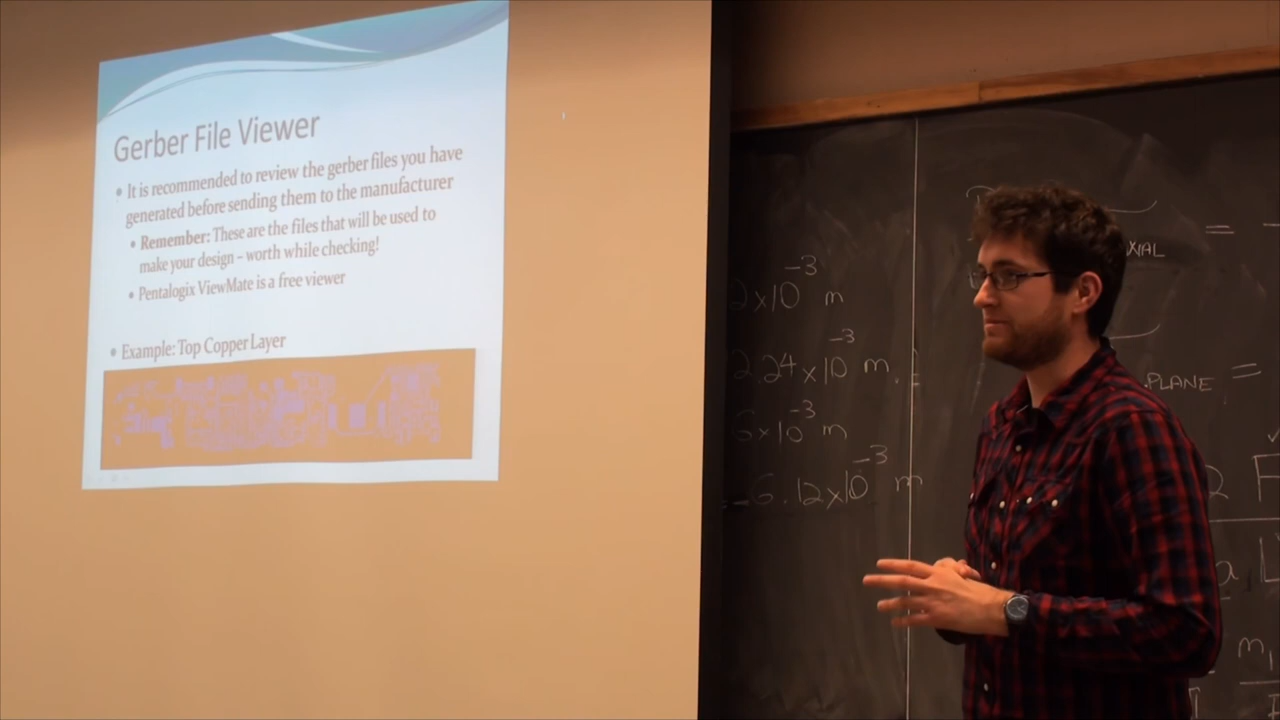 Gerber File Viewer
• It is recommended to review the gerber files you have
generated before sending them to the manufacturer
• Remember: These are the files that will be used to
make your design – worth while checking!
• Pentalogix ViewMate is a free viewer
• Example: Top Copper Layer
2x10⁻³ m
2.24x10⁻³ m
6x10⁻³ m
6.12x10⁻³ m
XIAL
=
PLANE =
2 F
a L
m